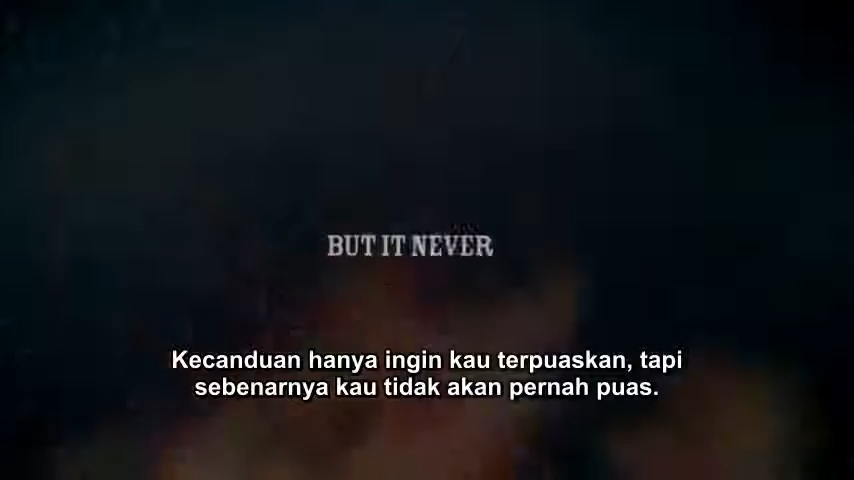 BUT IT NEVER
Kecanduan hanya ingin kau terpuaskan, tapi
sebenarnya kau tidak akan pernah puas.